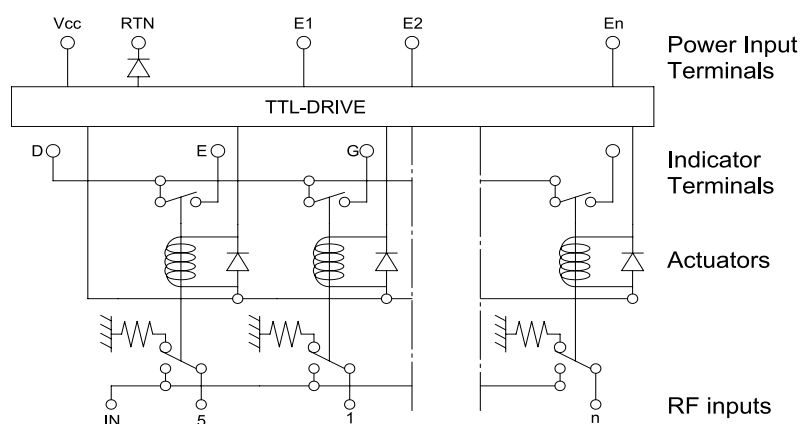 Vcc RTN E1 E2 En
Power Input
Terminals
TTL-DRIVE
D E G
Indicator
Terminals
Actuators
IN 5 1 n
RF inputs